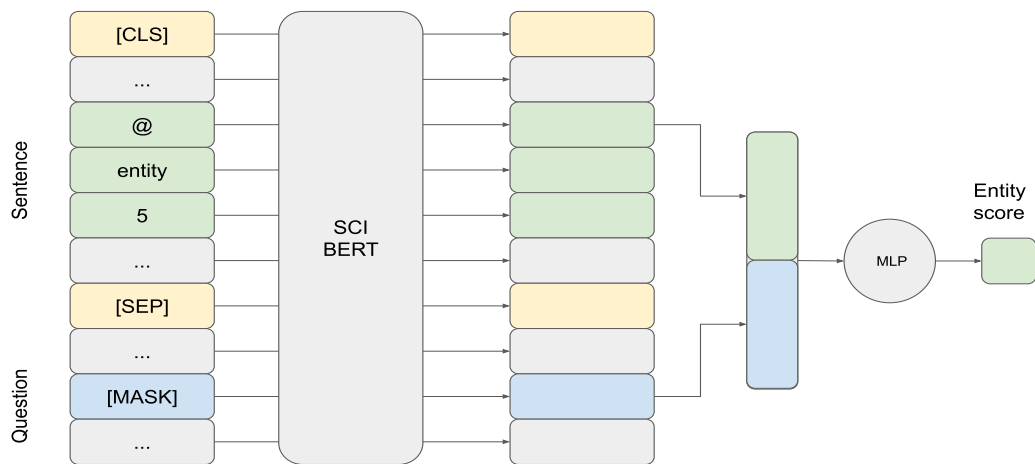 Sentence
Question
[CLS]
...
@
entity
5
...
[SEP]
...
[MASK]
...
SCI
BERT
MLP
Entity
score